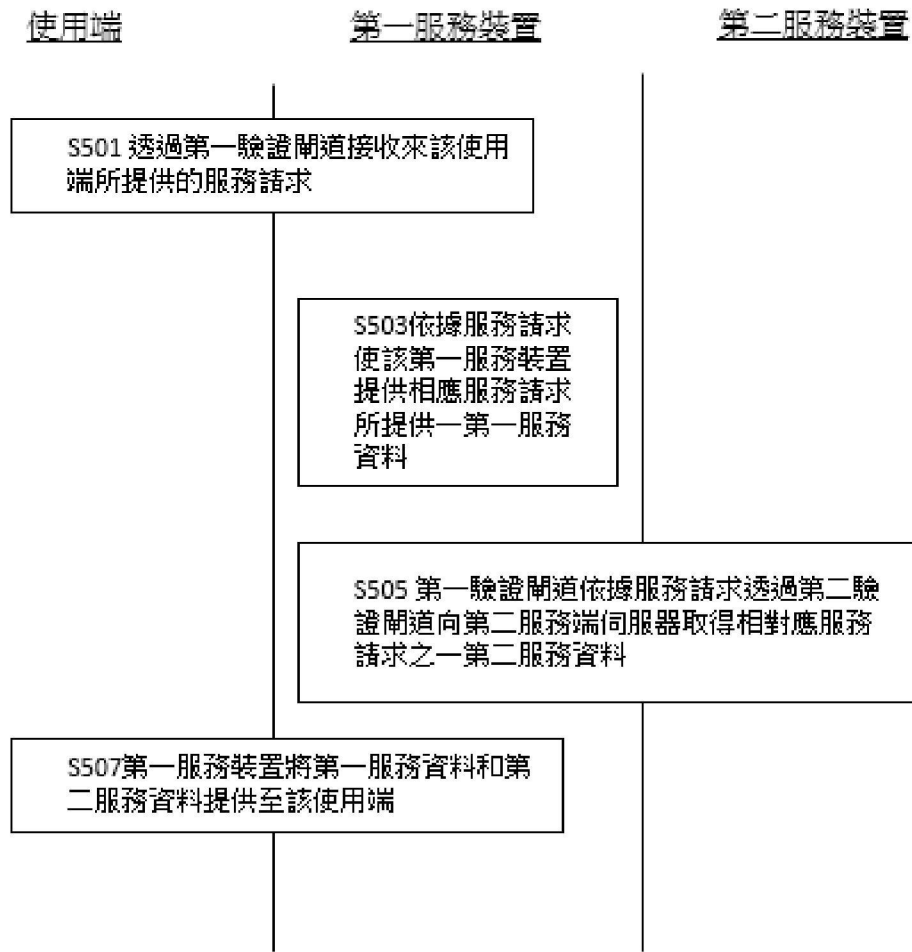 使用端
第一服務裝置
第二服務裝置
S501 透過第一驗證閘道接收來該使用
端所提供的服務請求
S503依據服務請求
使該第一服務裝置
提供相應服務請求
所提供一第一服務
資料
S505 第一驗證閘道依據服務請求透過第二驗
證閘道向第二服務端伺服器取得相對應服務
請求之一第二服務資料
S507第一服務裝置將第一服務資料和第
二服務資料提供至該使用端